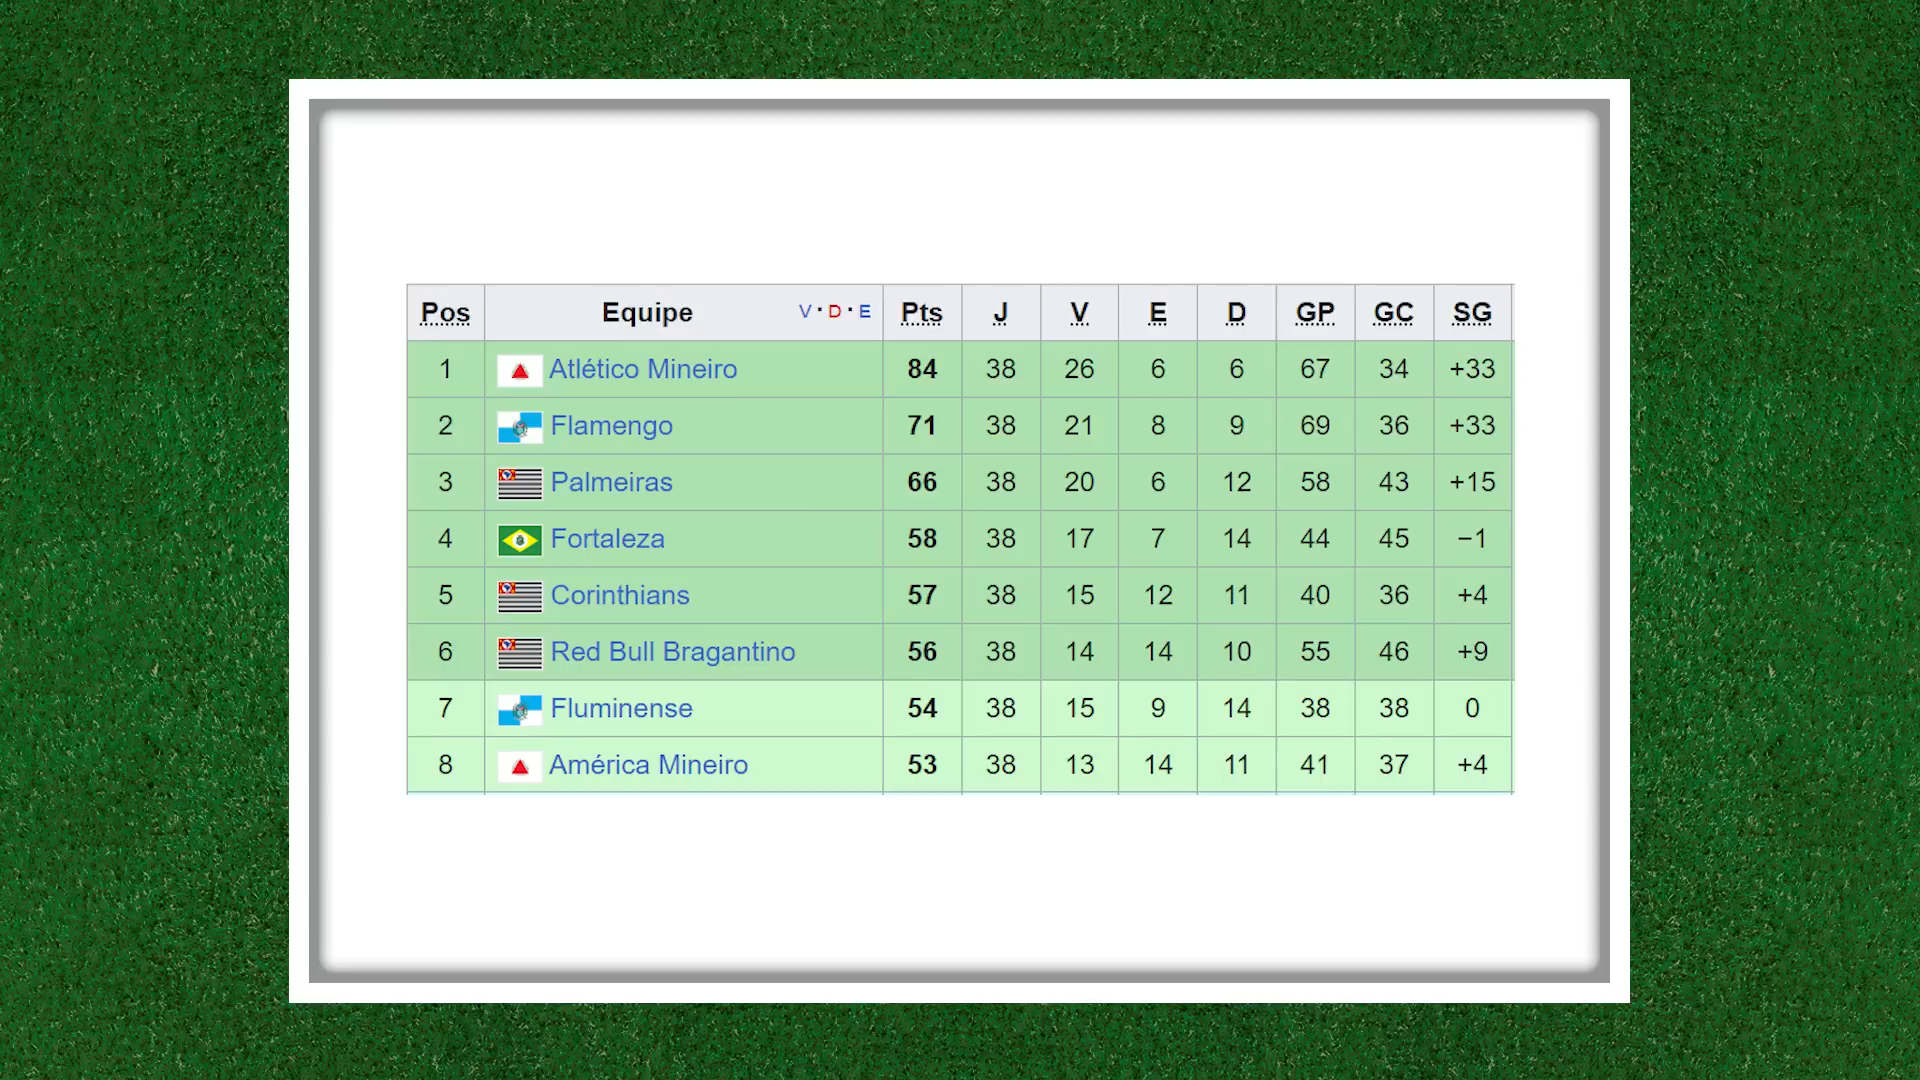 Pos Equipe V · D · E Pts J V E D GP GC SG
1 Atlético Mineiro 84 38 26 6 6 67 34 +33
2 Flamengo 71 38 21 8 9 69 36 +33
3 Palmeiras 66 38 20 6 12 58 43 +15
4 Fortaleza 58 38 17 7 14 44 45 −1
5 Corinthians 57 38 15 12 11 40 36 +4
6 Red Bull Bragantino 56 38 14 14 10 55 46 +9
7 Fluminense 54 38 15 9 14 38 38 0
8 América Mineiro 53 38 13 14 11 41 37 +4